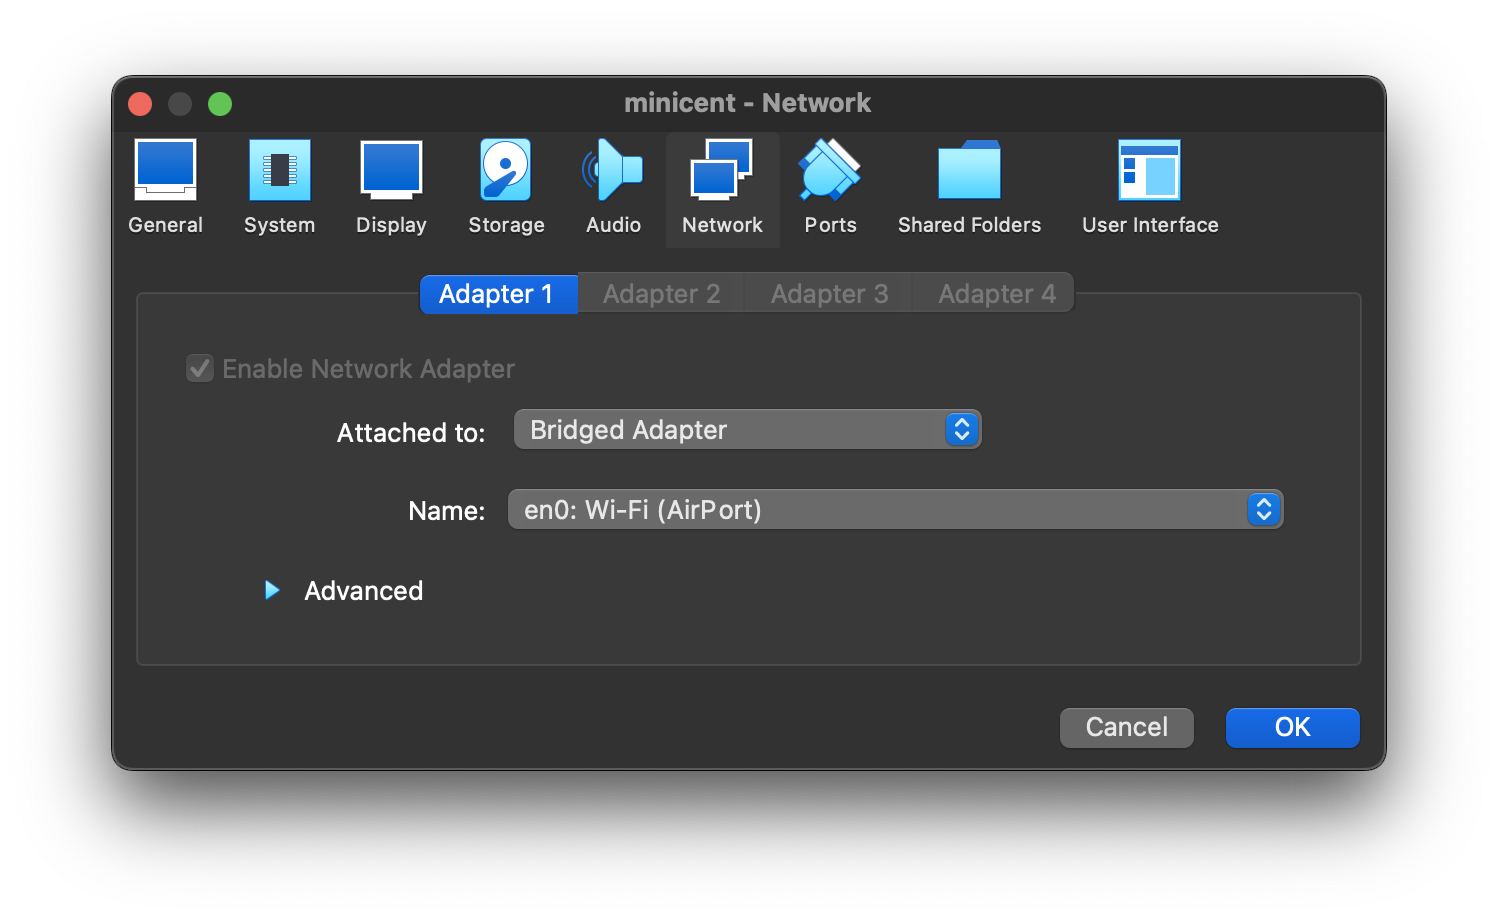 minicent - Network
General System Display Storage Audio Network Ports Shared Folders User Interface
Adapter 1 Adapter 2 Adapter 3 Adapter 4
Enable Network Adapter
Attached to: Bridged Adapter
Name: en0: Wi-Fi (AirPort)
Advanced
Cancel OK